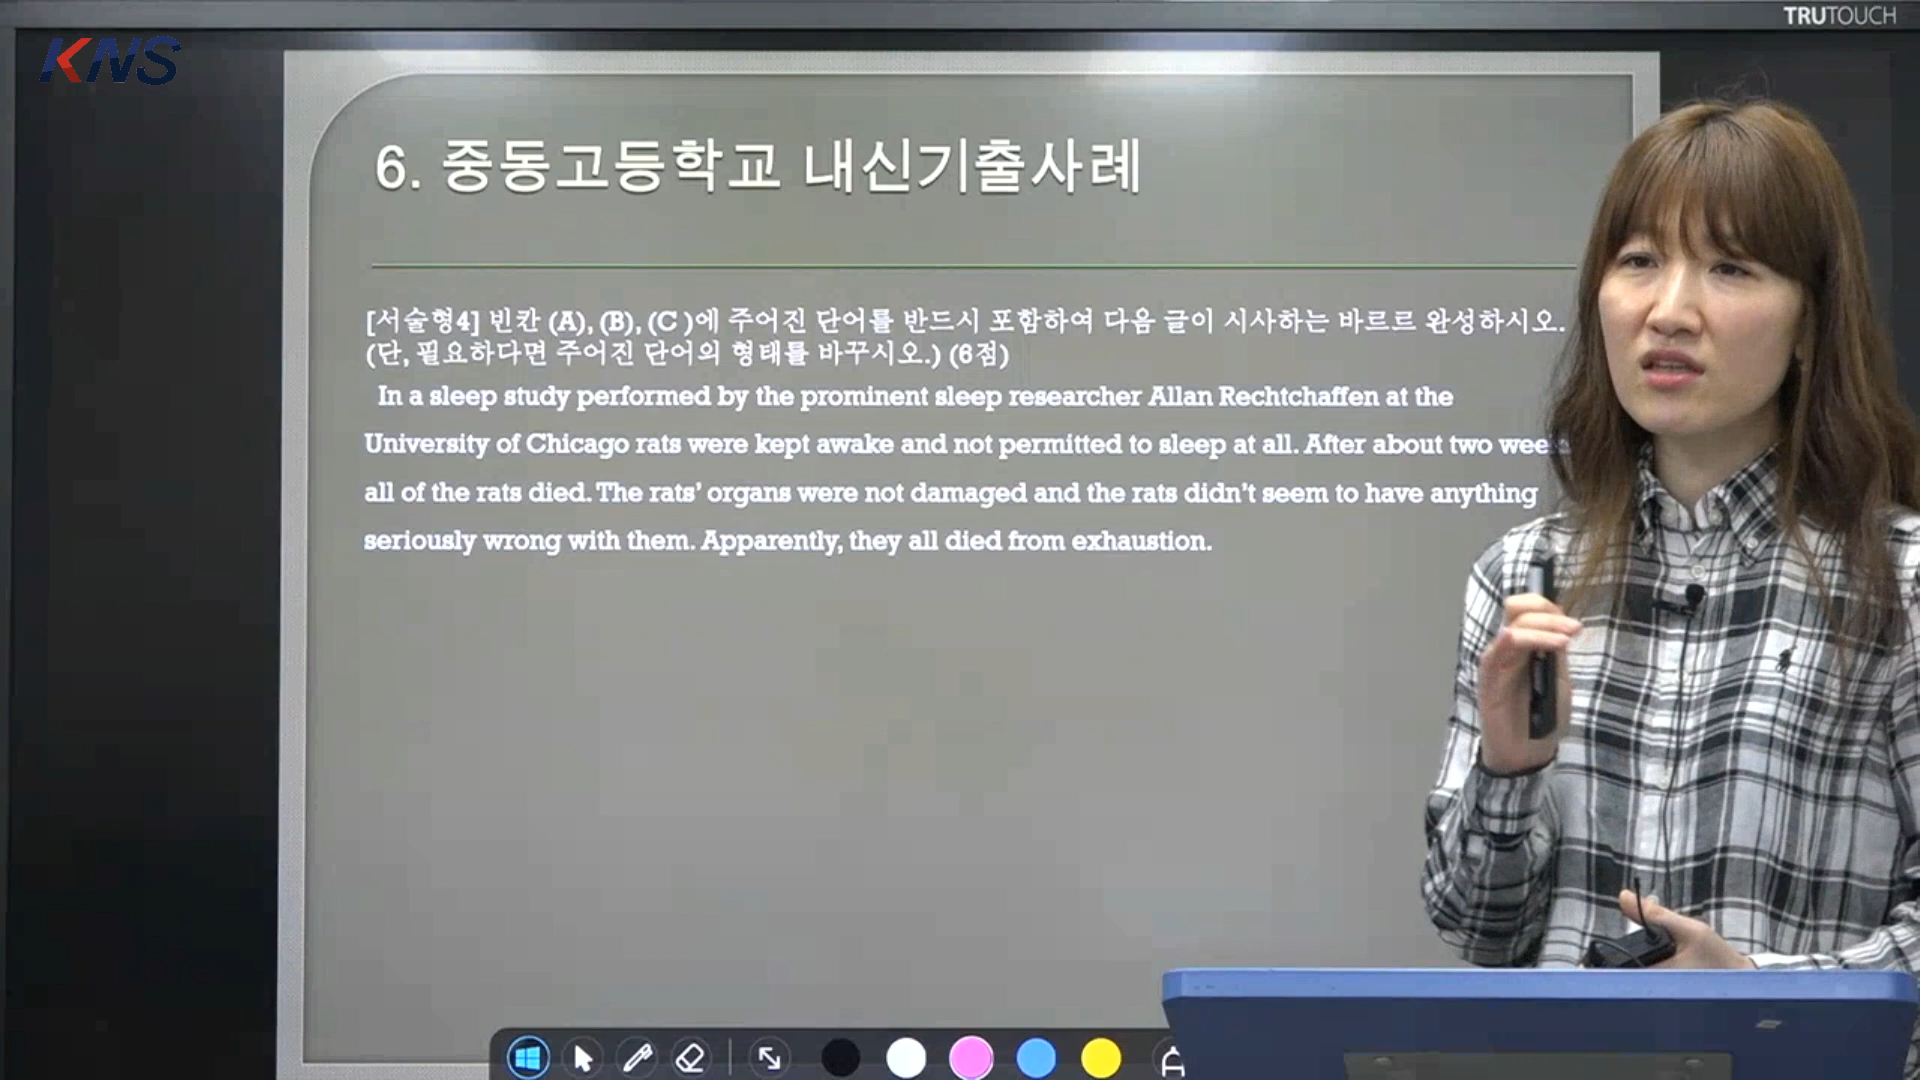 TRUTOUCH
KNS
6. 중동고등학교 내신기출사례
[서술형4] 빈칸 (A), (B), (C )에 주어진 단어를 반드시 포함하여 다음 글이 시사하는 바르르 완성하시오.
(단, 필요하다면 주어진 단어의 형태를 바꾸시오.) (6점)
In a sleep study performed by the prominent sleep researcher Allan Rechtchaffen at the
University of Chicago rats were kept awake and not permitted to sleep at all. After about two
all of the rats died. The rats' organs were not damaged and the rats didn't seem to have anything
seriously wrong with them. Apparently, they all died from exhaustion.